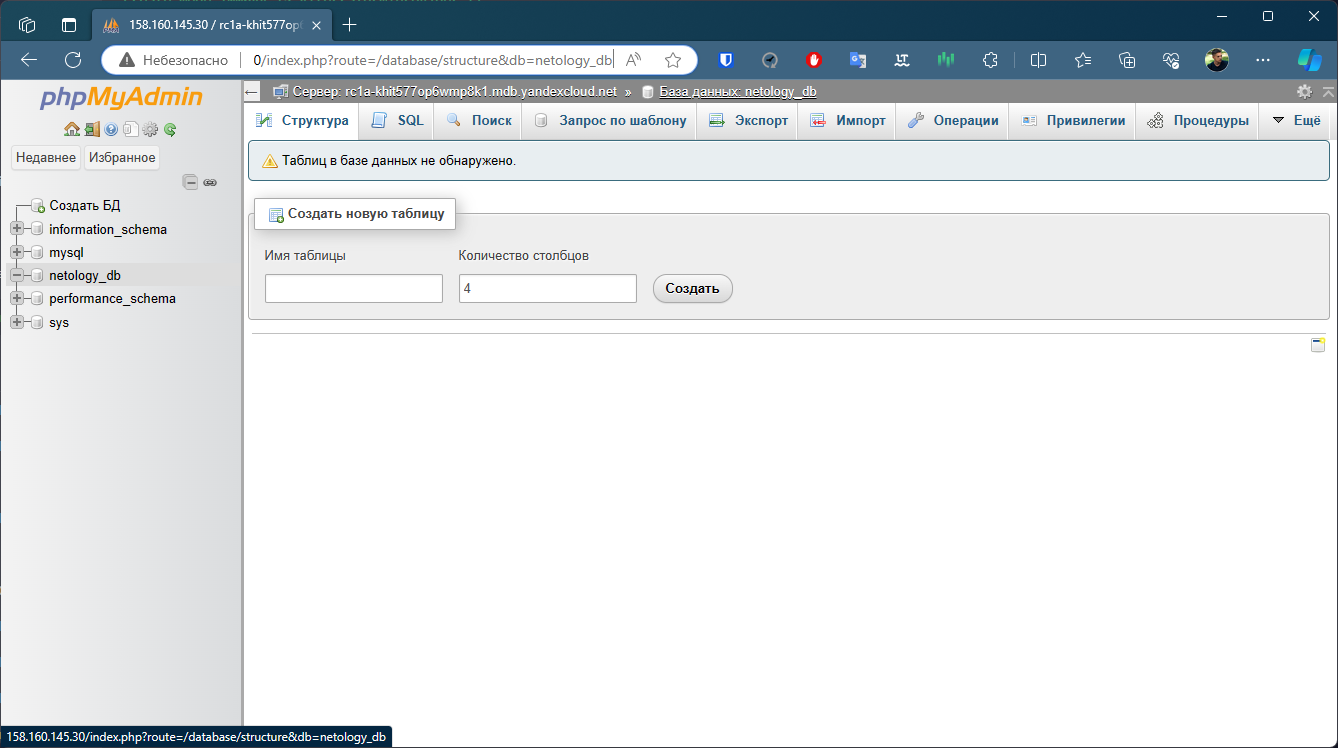 158.160.145.30 / rc1a-khit577op
Небезопасно
0/index.php?route=/database/structure&db=netology_db
phpMyAdmin
Сервер: rc1a-khit577op6wmp8k1.mdb.yandexcloud.net » База данных: netology_db
Структура SQL Поиск Запрос по шаблону Экспорт Импорт Операции Привилегии Процедуры Ещё
Недавнее Избранное
Таблиц в базе данных не обнаружено.
Создать БД
information_schema
mysql
netology_db
performance_schema
sys
Создать новую таблицу
Имя таблицы Количество столбцов
4 Создать
158.160.145.30/index.php?route=/database/structure&db=netology_db